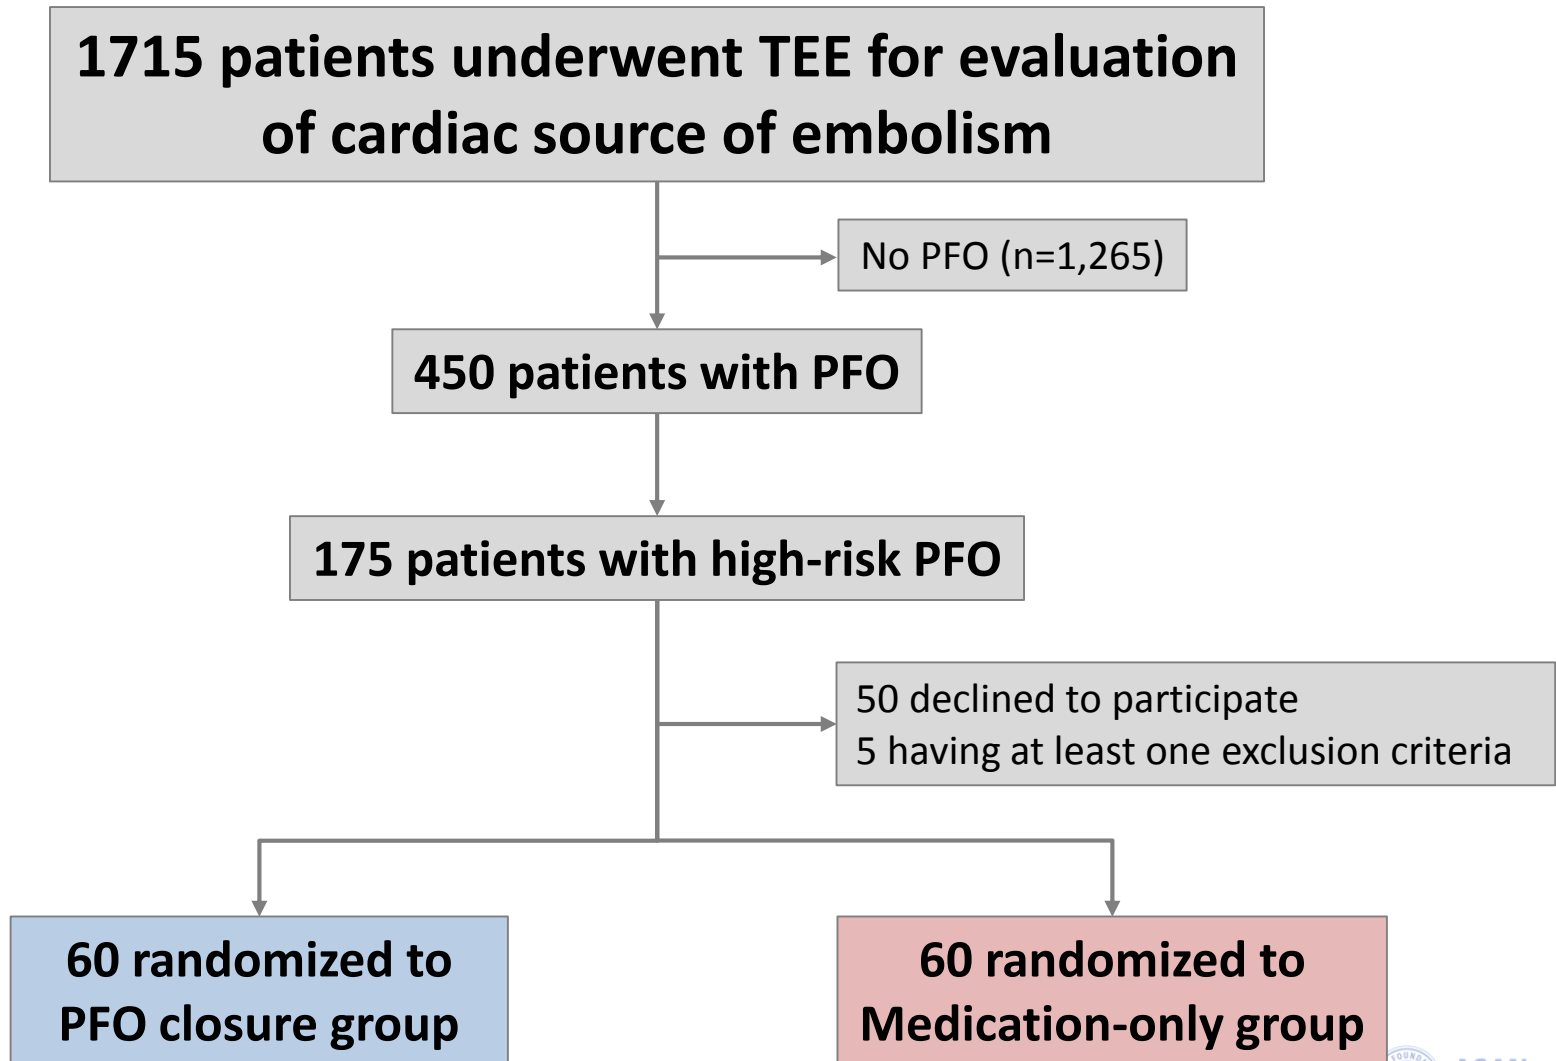 1715 patients underwent TEE for evaluation
of cardiac source of embolism
No PFO (n=1,265)
450 patients with PFO
175 patients with high-risk PFO
50 declined to participate
5 having at least one exclusion criteria
60 randomized to
PFO closure group
60 randomized to
Medication-only group